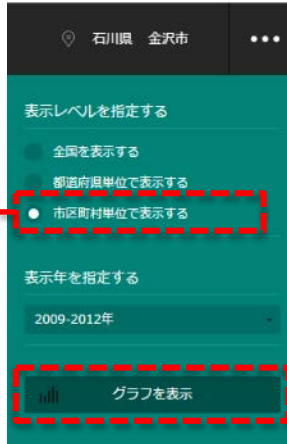 石川県 金沢市
表示レベルを指定する
全国を表示する
都道府県単位で表示する
市区町村単位で表示する
表示年を指定する
2009-2012年
グラフを表示